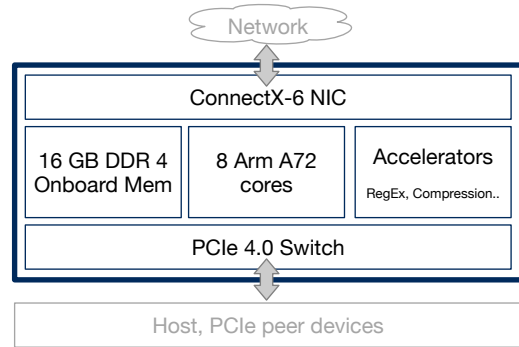 Network
ConnectX-6 NIC
16 GB DDR 4
Onboard Mem
8 Arm A72
cores
Accelerators
RegEx, Compression..
PCIe 4.0 Switch
Host, PCIe peer devices